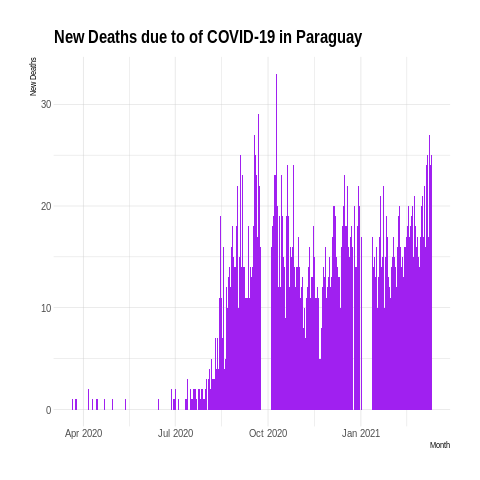 New Deaths due to of COVID-19 in Paraguay
New Deaths
30
20
10
0
Apr 2020 Jul 2020 Oct 2020 Jan 2021
Month